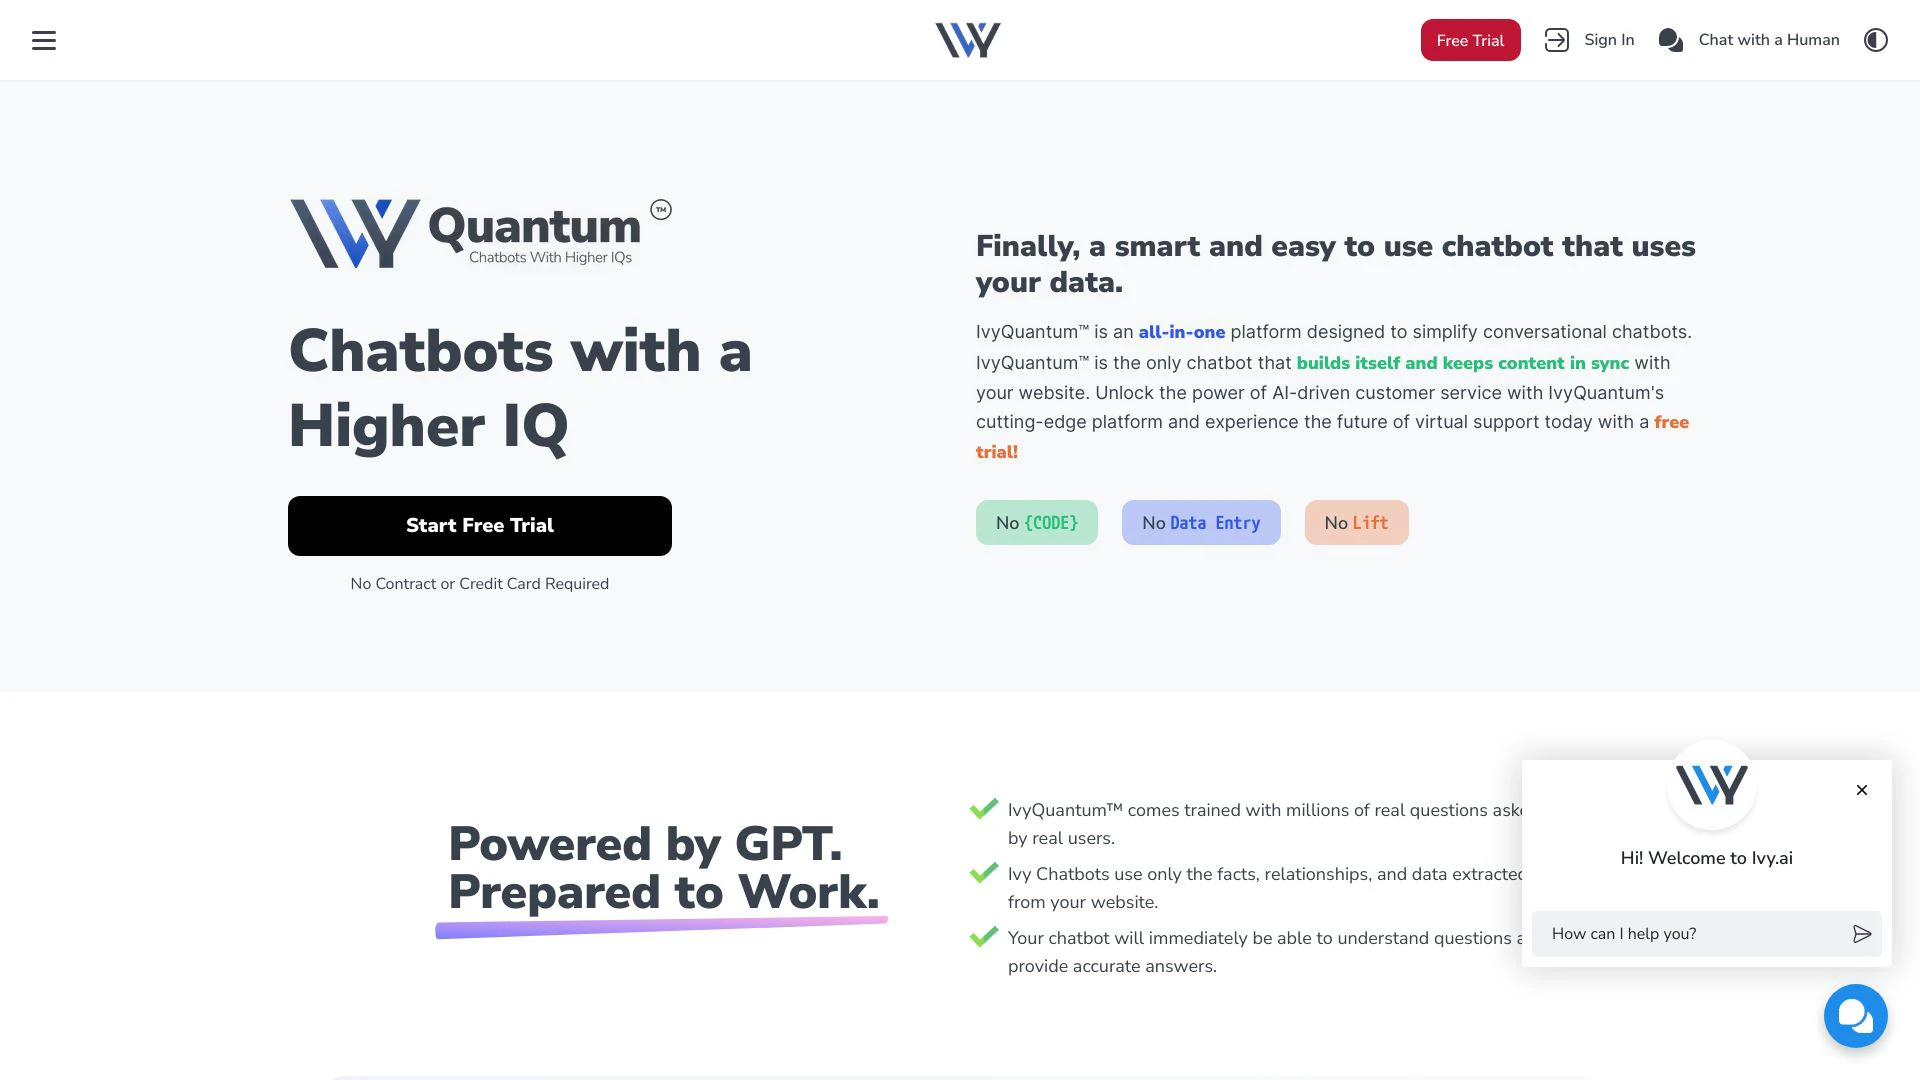 Free Trial
Sign In
Chat with a Human
IVY Quantum ™
Chatbots With Higher IQs
Chatbots with a
Higher IQ
Start Free Trial
No Contract or Credit Card Required
Finally, a smart and easy to use chatbot that uses
your data.
IvyQuantum™ is an all-in-one platform designed to simplify conversational chatbots.
IvyQuantum™ is the only chatbot that builds itself and keeps content in sync with
your website. Unlock the power of AI-driven customer service with IvyQuantum's
cutting-edge platform and experience the future of virtual support today with a free
trial!
No {CODE}
No Data Entry
No Lift
Powered by GPT.
Prepared to Work.
IvyQuantum™ comes trained with millions of real questions
by real users.
Ivy Chatbots use only the facts, relationships, and data extracted
from your website.
Your chatbot will immediately be able to understand questions
provide accurate answers.
IVY
Hi! Welcome to Ivy.ai
How can I help you?